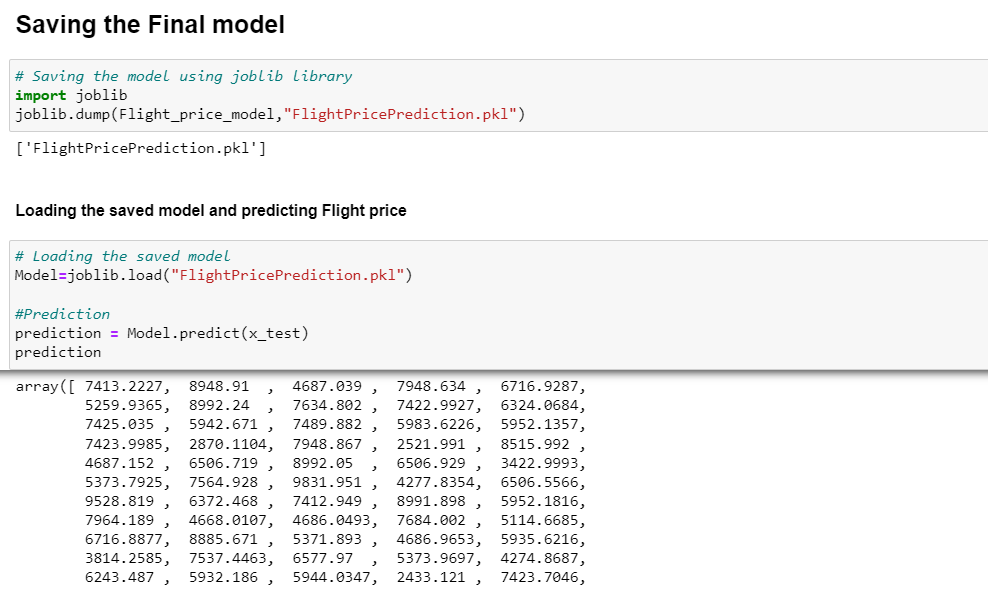 Saving the Final model
# Saving the model using joblib library
import joblib
joblib.dump(Flight_price_model,"FlightPricePrediction.pkl")
['FlightPricePrediction.pkl']
Loading the saved model and predicting Flight price
# Loading the saved model
Model=joblib.load("FlightPricePrediction.pkl")
#Prediction
prediction = Model.predict(x_test)
prediction
array([ 7413.2227,  8948.91  ,  4687.039 ,  7948.634 ,  6716.9287,
        5259.9365,  8992.24  ,  7634.802 ,  7422.9927,  6324.0684,
        7425.035 ,  5942.671 ,  7489.882 ,  5983.6226,  5952.1357,
        7423.9985,  2870.1104,  7948.867 ,  2521.991 ,  8515.992 ,
        4687.152 ,  6506.719 ,  8992.05  ,  6506.929 ,  3422.9993,
        5373.7925,  7564.928 ,  9831.951 ,  4277.8354,  6506.5566,
        9528.819 ,  6372.468 ,  7412.949 ,  8991.898 ,  5952.1816,
        7964.189 ,  4668.0107,  4686.0493,  7684.002 ,  5114.6685,
        6716.8877,  8885.671 ,  5371.893 ,  4686.9653,  5935.6216,
        3814.2585,  7537.4463,  6577.97  ,  5373.9697,  4274.8687,
        6243.487 ,  5932.186 ,  5944.0347,  2433.121 ,  7423.7046,